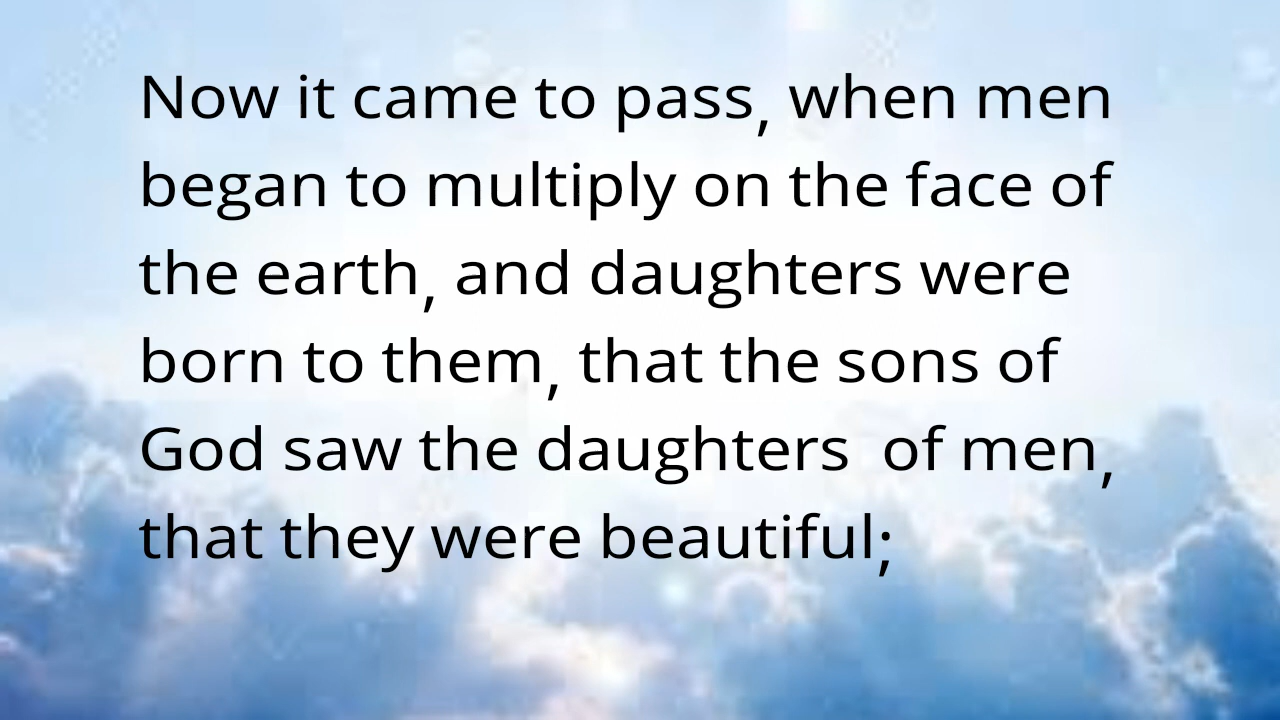 Now it came to pass, when men
began to multiply on the face of
the earth, and daughters were
born to them, that the sons of
God saw the daughters  of men,
that they were beautiful;